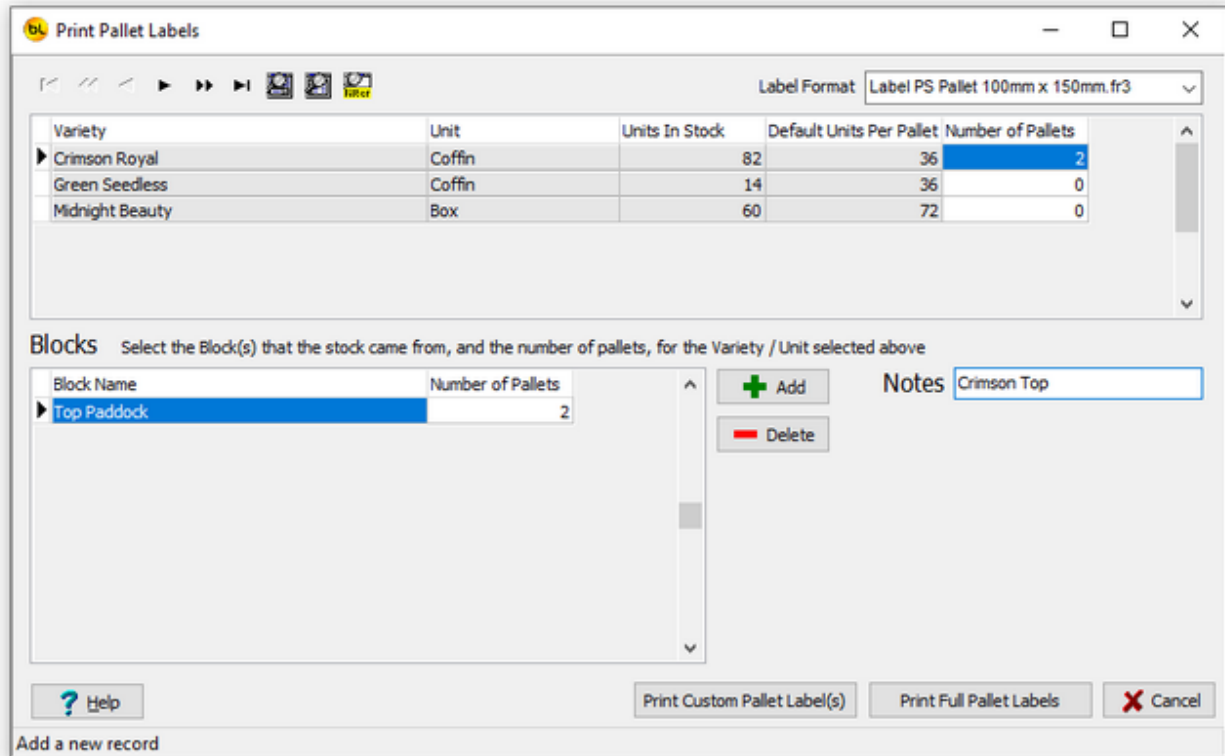 bl Print Pallet Labels
filter Label Format Label PS Pallet 100mm x 150mm.fr3
Variety Unit Units In Stock Default Units Per Pallet Number of Pallets
Crimson Royal Coffin 82 36 2
Green Seedless Coffin 14 36 0
Midnight Beauty Box 60 72 0
Blocks Select the Block(s) that the stock came from, and the number of pallets, for the Variety / Unit selected above
Block Name Number of Pallets Add Notes Crimson Top
Top Paddock 2
Delete
? Help Print Custom Pallet Label(s) Print Full Pallet Labels Cancel
Add a new record